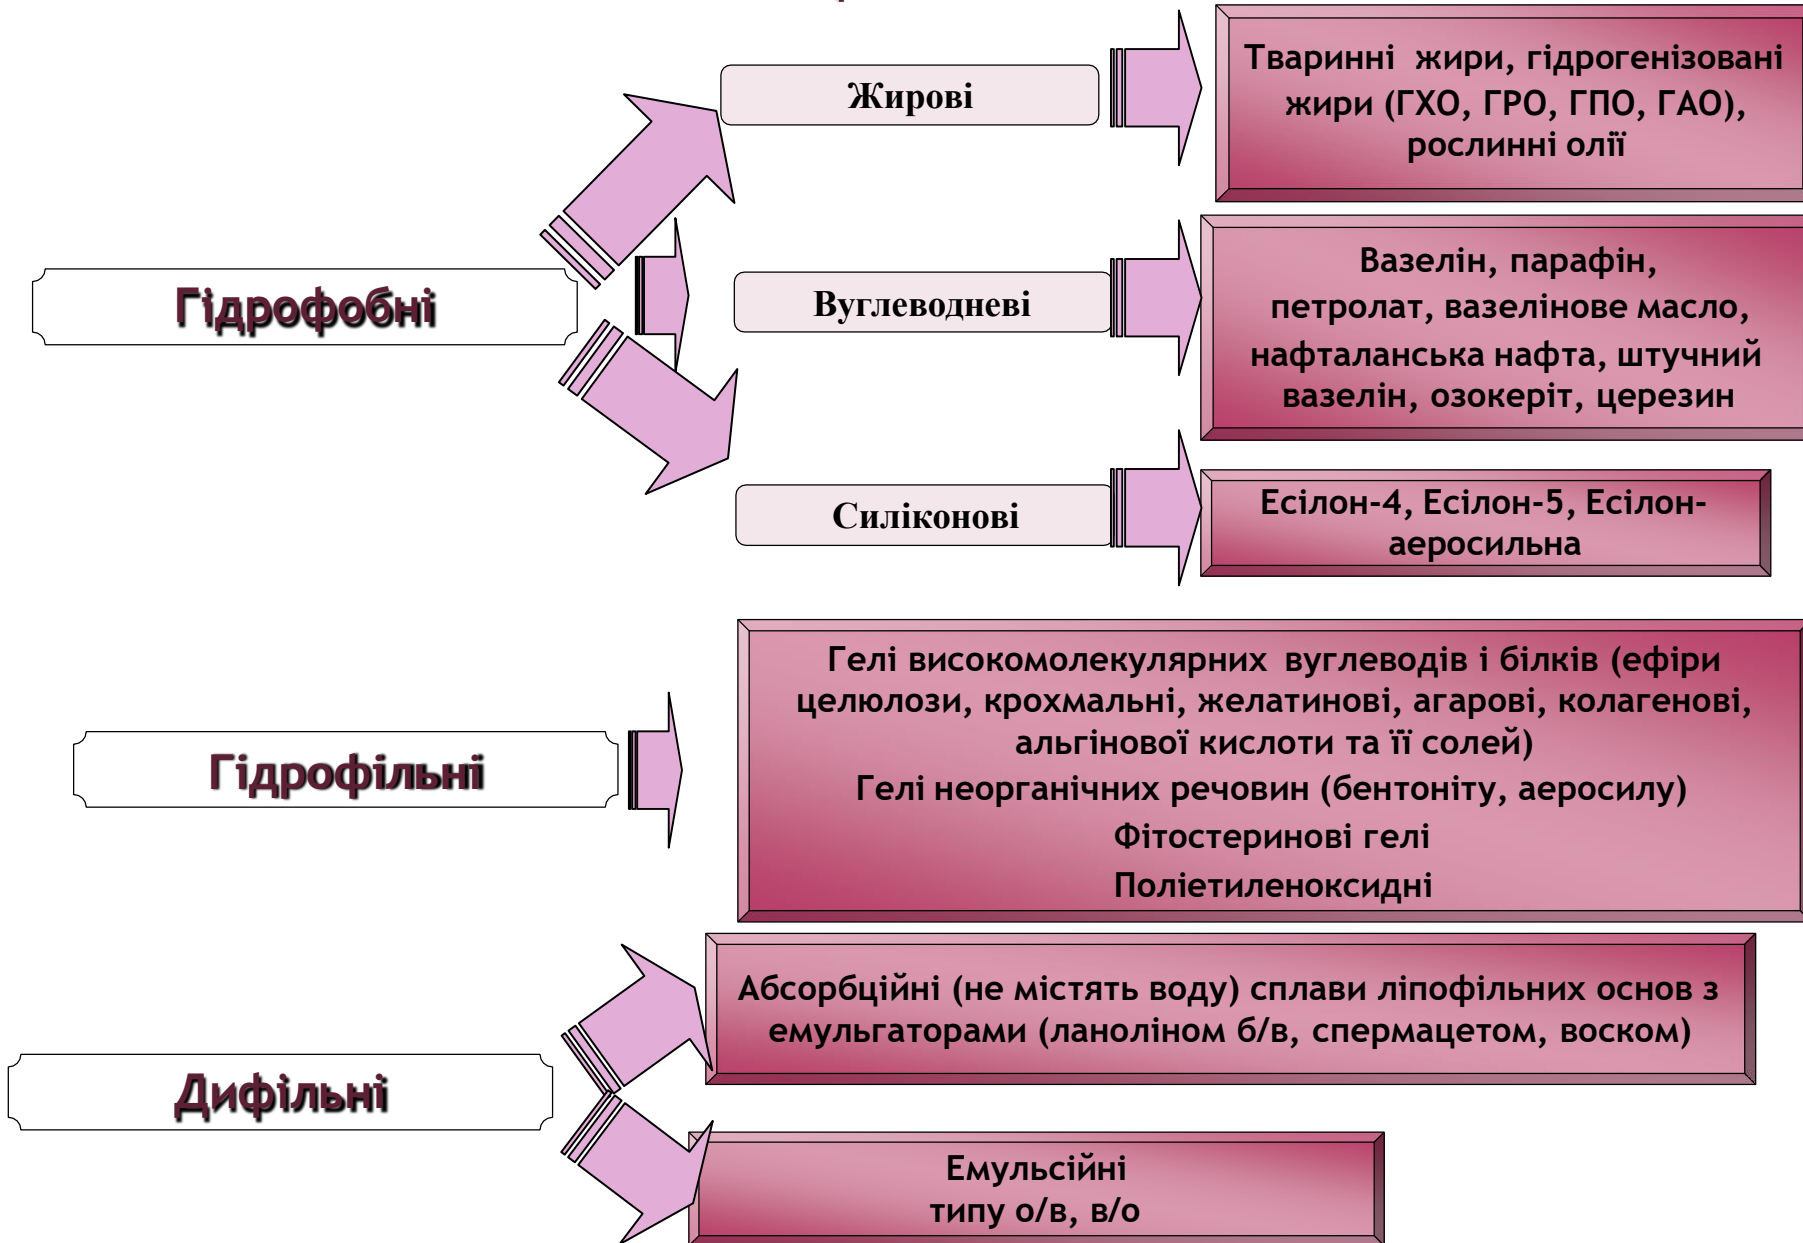 Жирові
Тваринні жири, гідрогенізовані
жири (ГХО, ГРО, ГПО, ГАО),
рослинні олії
Гідрофобні
Вуглеводневі
Вазелін, парафін,
петролат, вазелінове масло,
нафталанська нафта, штучний
вазелін, озокеріт, церезин
Силіконові
Есілон-4, Есілон-5, Есілон-
аеросильна
Гідрофільні
Гелі високомолекулярних вуглеводів і білків (ефіри
целюлози, крохмальні, желатинові, агарові, колагенові,
альгінової кислоти та її солей)
Гелі неорганічних речовин (бентоніту, аеросилу)
Фітостеринові гелі
Поліетиленоксидні
Дифільні
Абсорбційні (не містять воду) сплави ліпофільних основ з
емульгаторами (ланоліном б/в, спермацетом, воском)
Емульсійні
типу о/в, в/о